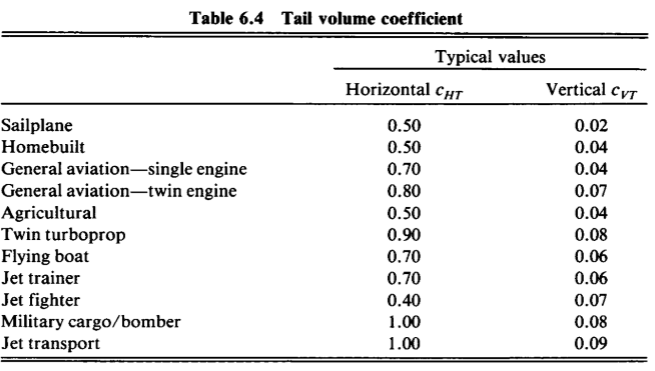 Table 6.4 Tail volume coefficient
Typical values
Horizontal cHT Vertical cVT
Sailplane 0.50 0.02
Homebuilt 0.50 0.04
General aviation—single engine 0.70 0.04
General aviation—twin engine 0.80 0.07
Agricultural 0.50 0.04
Twin turboprop 0.90 0.08
Flying boat 0.70 0.06
Jet trainer 0.70 0.06
Jet fighter 0.40 0.07
Military cargo/bomber 1.00 0.08
Jet transport 1.00 0.09